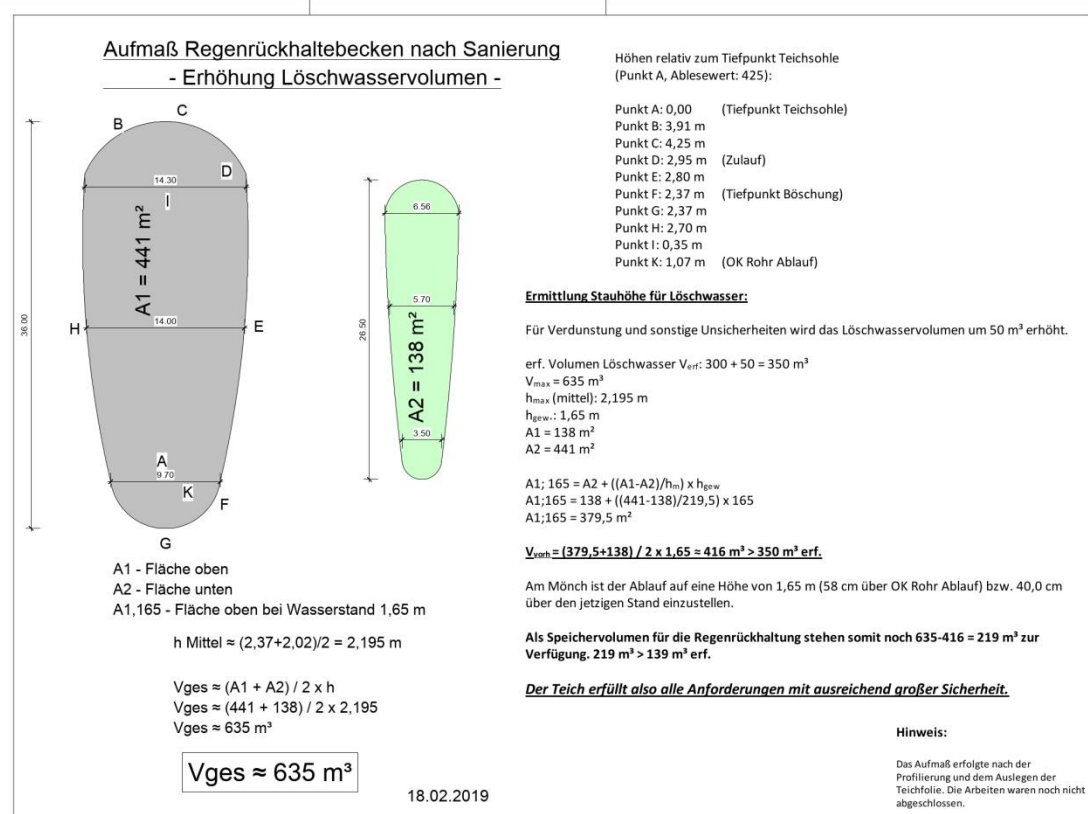 Aufmaß Regenrückhaltebecken nach Sanierung
- Erhöhung Löschwasservolumen -
C
B
D
14.30
I
A1 = 441 m²
36.00
H
14.00
E
A
9.70
K
F
G
6.56
5.70
26.50
A2 = 138 m²
3.50
A1 - Fläche oben
A2 - Fläche unten
A1,165 - Fläche oben bei Wasserstand 1,65 m
h Mittel ≈ (2,37+2,02)/2 = 2,195 m
Vges ≈ (A1 + A2) / 2 x h
Vges ≈ (441 + 138) / 2 x 2,195
Vges ≈ 635 m³
Vges ≈ 635 m³
18.02.2019
Höhen relativ zum Tiefpunkt Teichsohle
(Punkt A, Ablesewert: 425):
Punkt A: 0,00 (Tiefpunkt Teichsohle)
Punkt B: 3,91 m
Punkt C: 4,25 m
Punkt D: 2,95 m (Zulauf)
Punkt E: 2,80 m
Punkt F: 2,37 m (Tiefpunkt Böschung)
Punkt G: 2,37 m
Punkt H: 2,70 m
Punkt I: 0,35 m
Punkt K: 1,07 m (OK Rohr Ablauf)
Ermittlung Stauhöhe für Löschwasser:
Für Verdunstung und sonstige Unsicherheiten wird das Löschwasservolumen um 50 m³ erhöht.
erf. Volumen Löschwasser Verf: 300 + 50 = 350 m³
Vmax = 635 m³
hmax (mittel): 2,195 m
hgew.: 1,65 m
A1 = 138 m²
A2 = 441 m²
A1; 165 = A2 + ((A1-A2)/hm) x hgew
A1;165 = 138 + ((441-138)/219,5) x 165
A1;165 = 379,5 m²
Vvorh = (379,5+138) / 2 x 1,65 ≈ 416 m³ > 350 m³ erf.
Am Mönch ist der Ablauf auf eine Höhe von 1,65 m (58 cm über OK Rohr Ablauf) bzw. 40,0 cm
über den jetzigen Stand einzustellen.
Als Speichervolumen für die Regenrückhaltung stehen somit noch 635-416 = 219 m³ zur
Verfügung. 219 m³ > 139 m³ erf.
Der Teich erfüllt also alle Anforderungen mit ausreichend großer Sicherheit.
Hinweis:
Das Aufmaß erfolgte nach der
Profilierung und dem Auslegen der
Teichfolie. Die Arbeiten waren noch nicht
abgeschlossen.